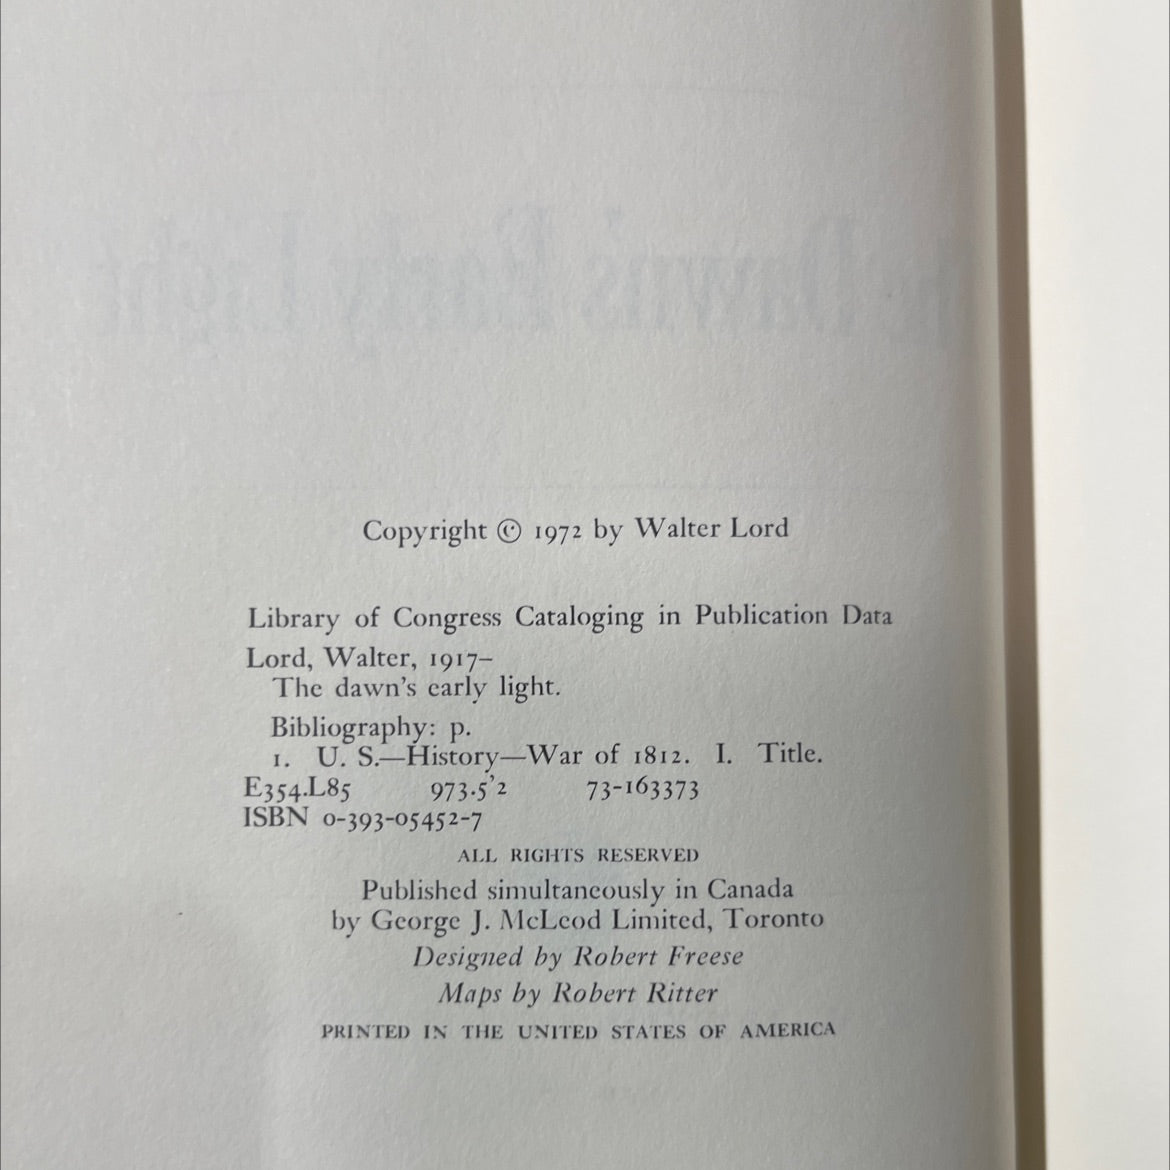 Copyright © 1972 by Walter Lord
Library of Congress Cataloging in Publication Data
Lord, Walter, 1917–
The dawn's early light.
Bibliography: p.
1. U. S.—History—War of 1812. I. Title.
E354.L85 973.5'2 73-163373
ISBN 0-393-05452-7
ALL RIGHTS RESERVED
Published simultaneously in Canada
by George J. McLeod Limited, Toronto
Designed by Robert Freese
Maps by Robert Ritter
PRINTED IN THE UNITED STATES OF AMERICA